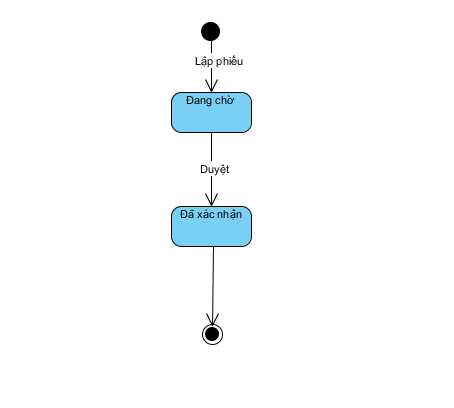 Lập phiếu
Đang chờ
Duyệt
Đã xác nhận